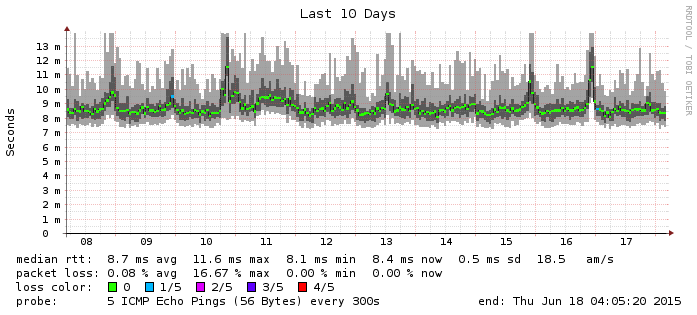 Last 10 Days
RRDTOOL / TOBI OETIKER
Seconds
13 m
12 m
11 m
10 m
9 m
8 m
7 m
6 m
5 m
4 m
3 m
2 m
1 m
0
08 09 10 11 12 13 14 15 16 17
median rtt: 8.7 ms avg 11.6 ms max 8.1 ms min 8.4 ms now 0.5 ms sd 18.5 am/s
packet loss: 0.08 % avg 16.67 % max 0.00 % min 0.00 % now
loss color: 0 1/5 2/5 3/5 4/5
probe: 5 ICMP Echo Pings (56 Bytes) every 300s end: Thu Jun 18 04:05:20 2015